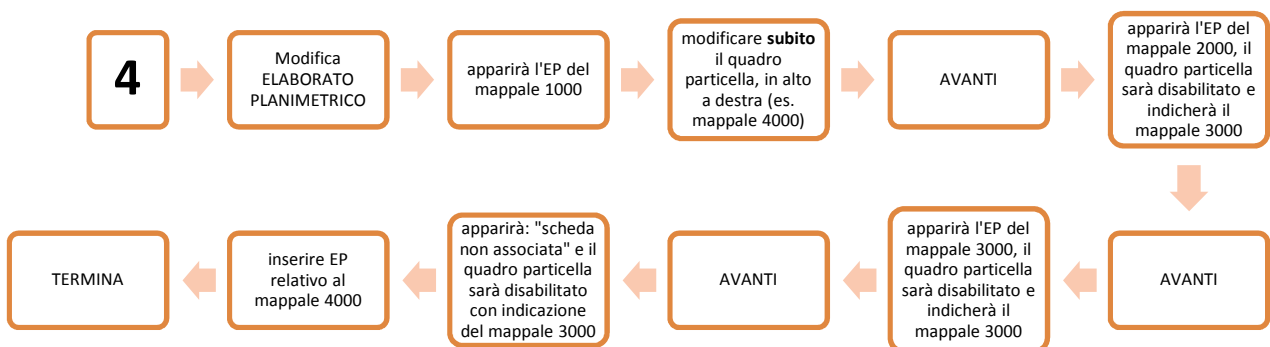 4
Modifica
ELABORATO
PLANIMETRICO
apparirà l'EP del
mappale 1000
modificare subito
il quadro
particella, in alto
a destra (es.
mappale 4000)
AVANTI
apparirà l'EP del
mappale 2000, il
quadro particella
sarà disabilitato e
indicherà il
mappale 3000
AVANTI
apparirà l'EP del
mappale 3000, il
quadro particella
sarà disabilitato e
indicherà il
mappale 3000
AVANTI
apparirà: "scheda
non associata" e il
quadro particella
sarà disabilitato
con indicazione
del mappale 3000
inserire EP
relativo al
mappale 4000
TERMINA